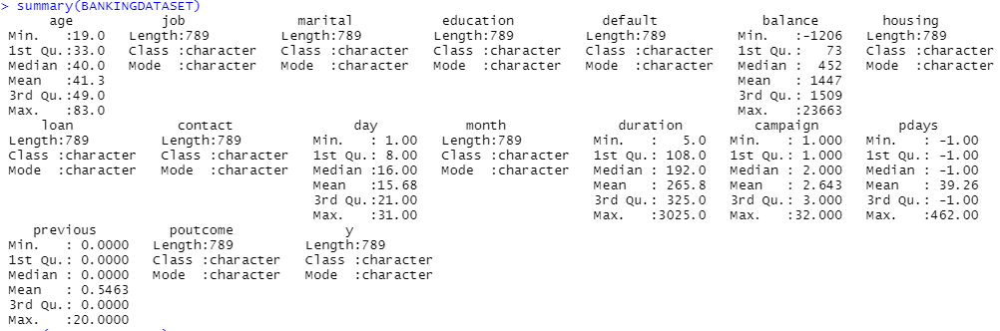 > summary(BANKINGDATASET)
age job marital education default balance housing
Min. :19.0 Length:789 Length:789 Length:789 Length:789 Min. :-1206 Length:789
1st Qu.:33.0 Class :character Class :character Class :character Class :character 1st Qu.: 73 Class :character
Median :40.0 Mode :character Mode :character Mode :character Mode :character Median : 452 Mode :character
Mean :41.3 Mean : 1447
3rd Qu.:49.0 3rd Qu.: 1509
Max. :83.0 Max. :23663
loan contact day month duration campaign pdays
Length:789 Length:789 Min. : 1.00 Length:789 Min. : 5.0 Min. : 1.000 Min. : -1.00
Class :character Class :character 1st Qu.: 8.00 Class :character 1st Qu.: 108.0 1st Qu.: 1.000 1st Qu.: -1.00
Mode :character Mode :character Median :16.00 Mode :character Median : 192.0 Median : 2.000 Median : -1.00
Mean :15.68 Mean : 265.8 Mean : 2.643 Mean : 39.26
3rd Qu.:21.00 3rd Qu.: 325.0 3rd Qu.: 3.000 3rd Qu.: -1.00
Max. :31.00 Max. :3025.0 Max. :32.000 Max. :462.00
previous poutcome y
Min. : 0.0000 Length:789 Length:789
1st Qu.: 0.0000 Class :character Class :character
Median : 0.0000 Mode :character Mode :character
Mean : 0.5463
3rd Qu.: 0.0000
Max. :20.0000